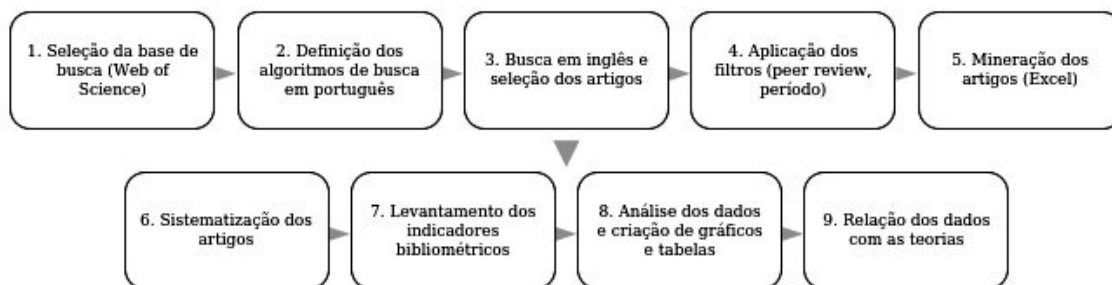 1. Seleção da base de
busca (Web of
Science)
2. Definição dos
algoritmos de busca
em português
3. Busca em inglês e
seleção dos artigos
4. Aplicação dos
filtros (peer review,
período)
5. Mineração dos
artigos (Excel)
6. Sistematização dos
artigos
7. Levantamento dos
indicadores
bibliométricos
8. Análise dos dados
e criação de gráficos
e tabelas
9. Relação dos dados
com as teorias